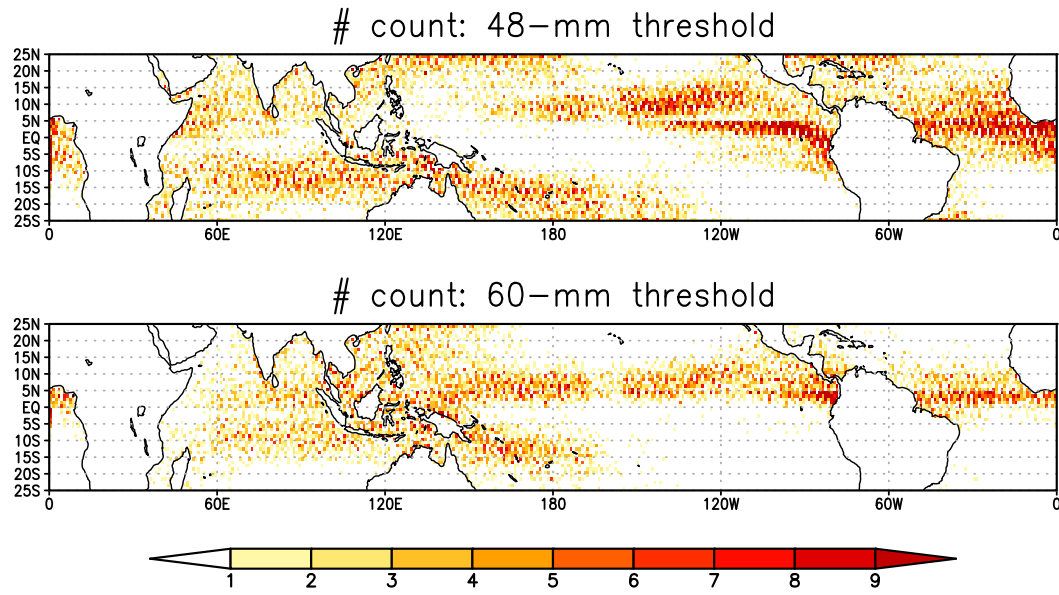 # count: 48-mm threshold
25N
20N
15N
10N
5N
EQ
5S
10S
15S
20S
25S
0 60E 120E 180 120W 60W 0
# count: 60-mm threshold
25N
20N
15N
10N
5N
EQ
5S
10S
15S
20S
25S
0 60E 120E 180 120W 60W 0
1 2 3 4 5 6 7 8 9